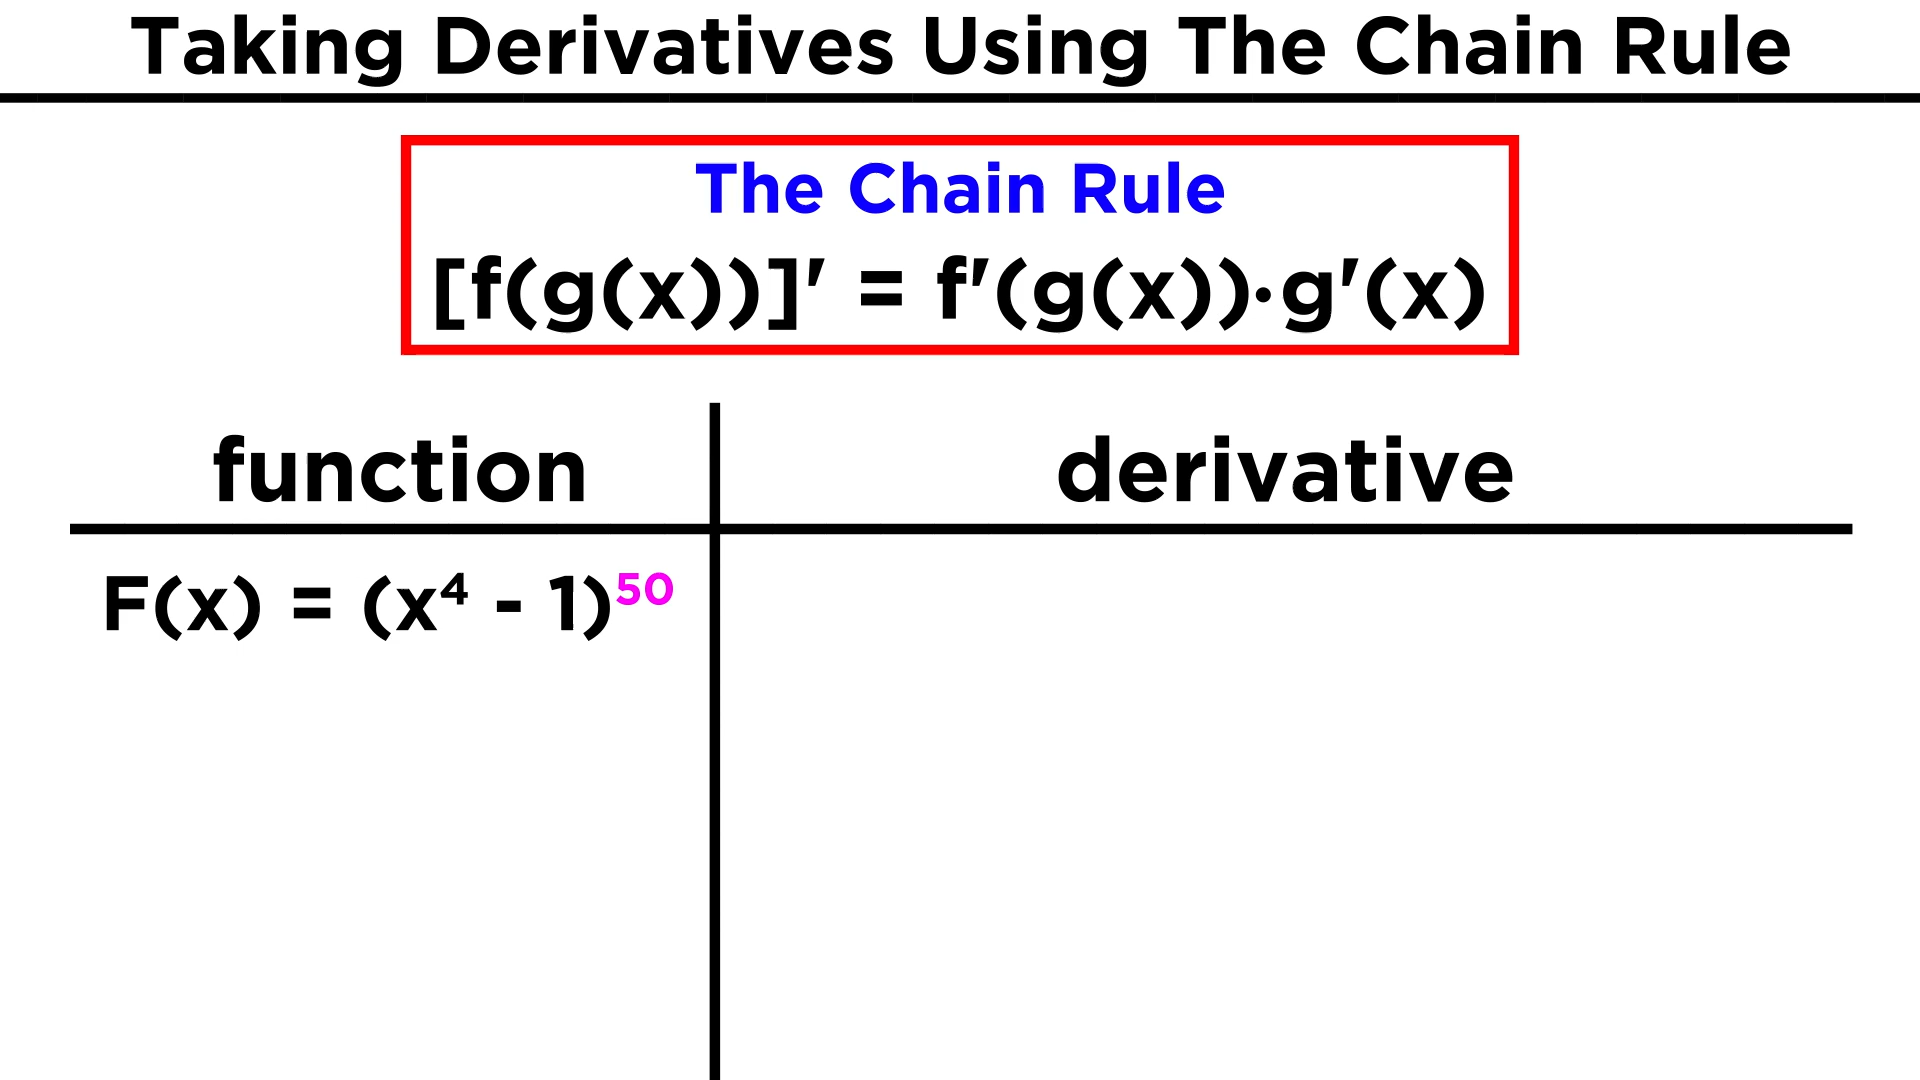 Taking Derivatives Using The Chain Rule
The Chain Rule
[f(g(x))]' = f'(g(x))·g'(x)
function
derivative
F(x) = (x⁴ - 1)⁵⁰